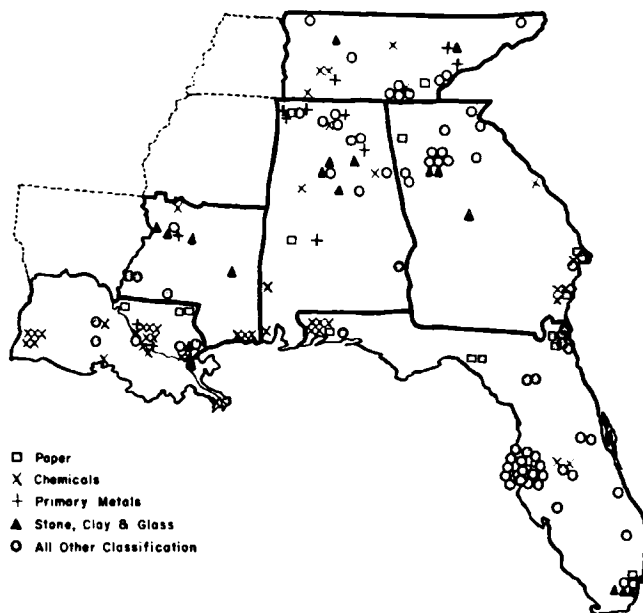 Paper
Chemicals
Primary Metals
Stone, Clay & Glass
All Other Classification